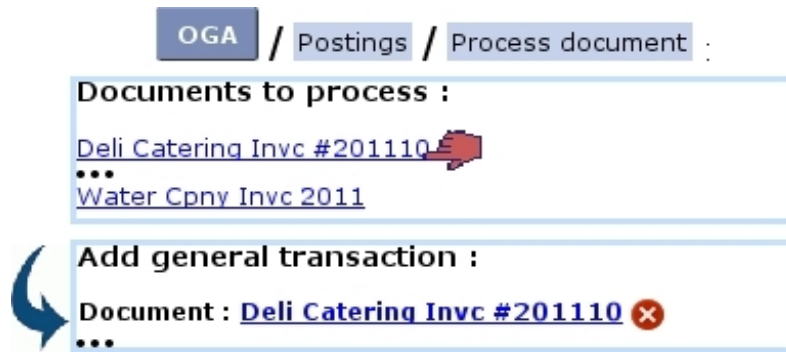 OGA / Postings / Process document :
Documents to process :
Deli Catering Invc #201110
•••
Water Cpny Invc 2011
Add general transaction :
Document : Deli Catering Invc #201110
•••